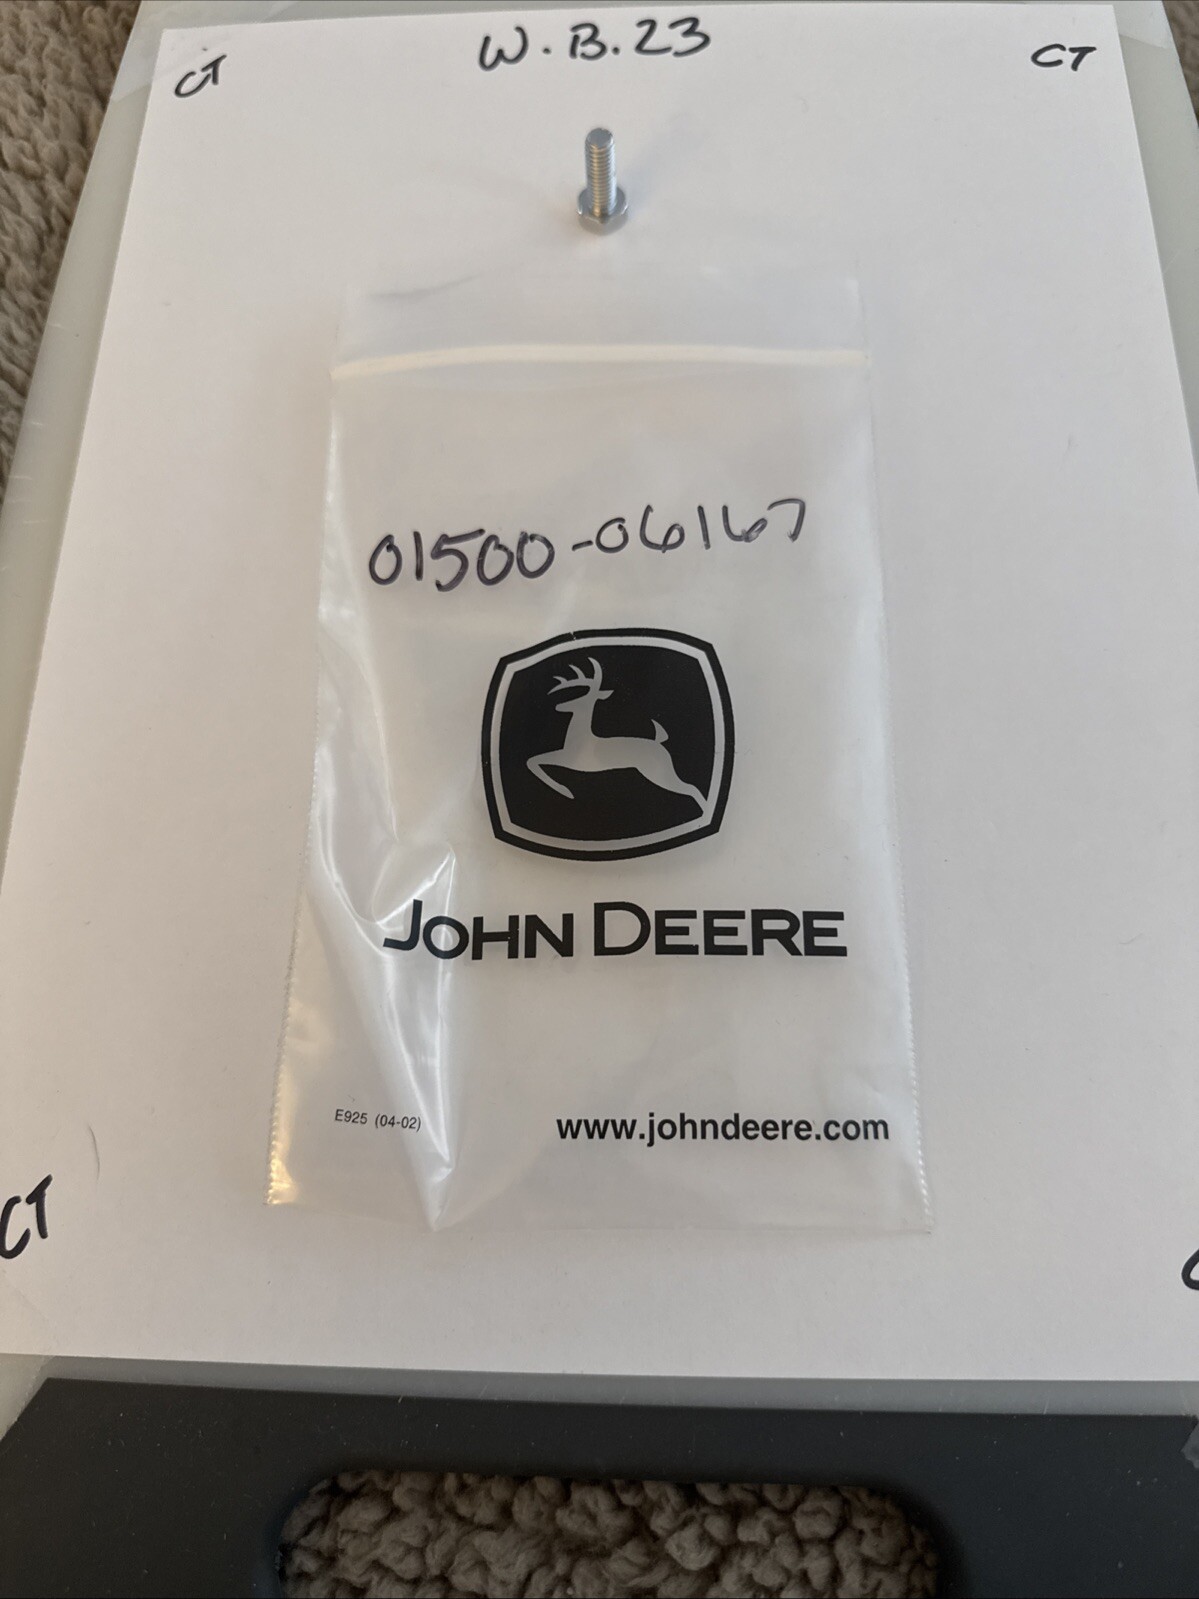 CT
W.B.23
CT
01500-06167
JOHN DEERE
E925 (04-02)
www.johndeere.com
CT